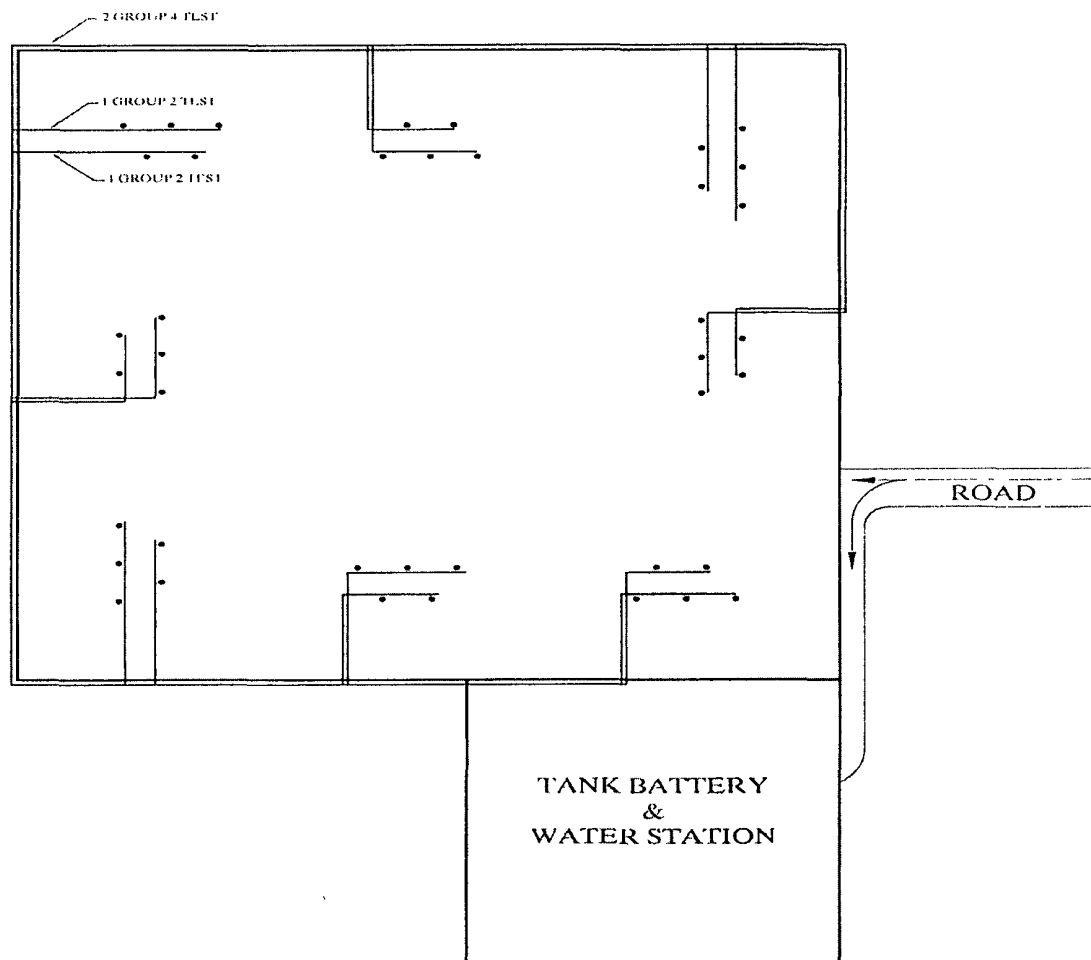 2 GROUP 4 TEST
1 GROUP 2 TEST
1 GROUP 2 TEST
ROAD
TANK BATTERY
&
WATER STATION